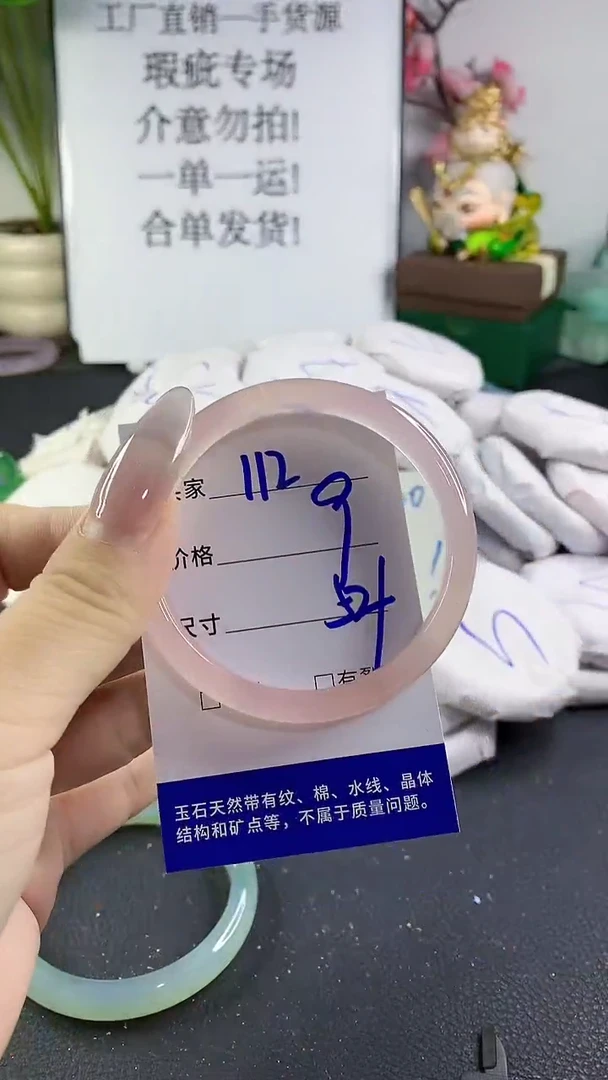 工厂直销一手货源
瑕疵专场
介意勿拍!
一单一运!
合单发货!
家 112
价格 9
尺寸 54
玉石天然带有纹、棉、水线、晶体
结构和矿点等，不属于质量问题。